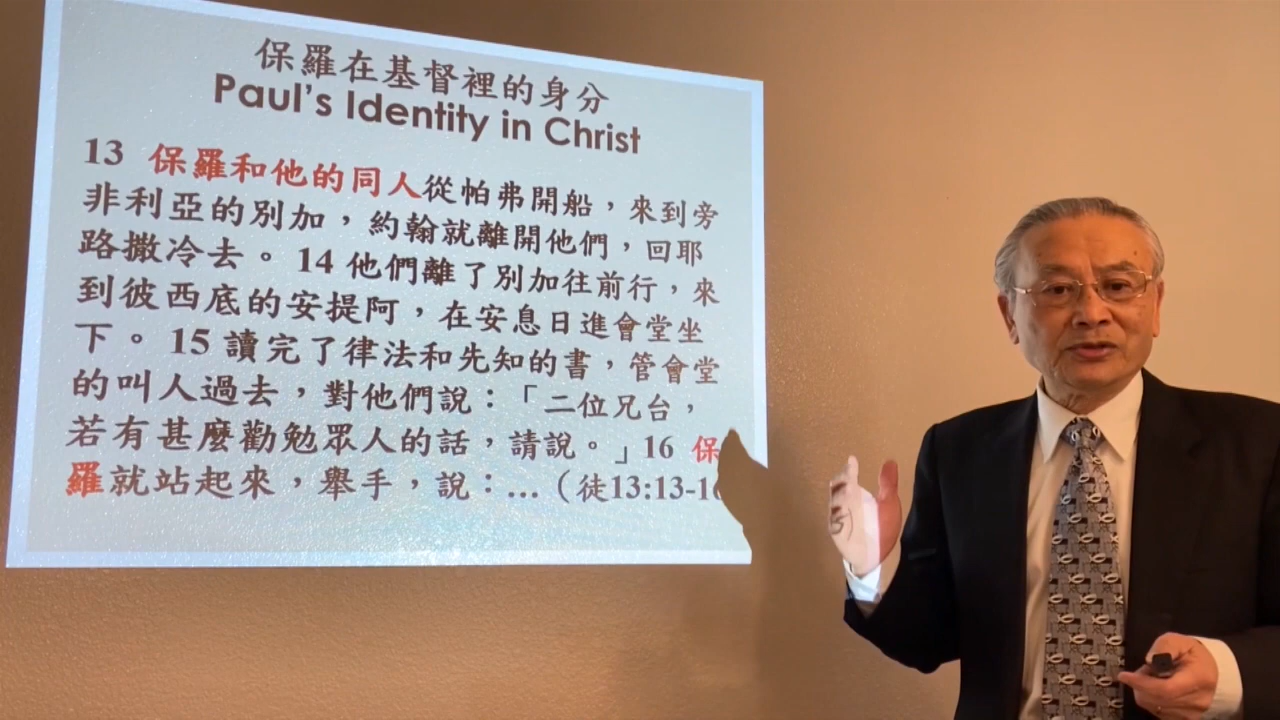 保羅在基督裡的身分
Paul's Identity in Christ
13 保羅和他的同人從帕弗開船，來到旁
非利亞的別加，約翰就離開他們，回耶
路撒冷去。14 他們離了別加往前行，來
到彼西底的安提阿，在安息日進會堂坐
下。15 讀完了律法和先知的書，管會堂
的叫人過去，對他們說：「二位兄台，
若有甚麼勸勉眾人的話，請說。」16 保
羅就站起來，舉手，說：…（徒13:13-16